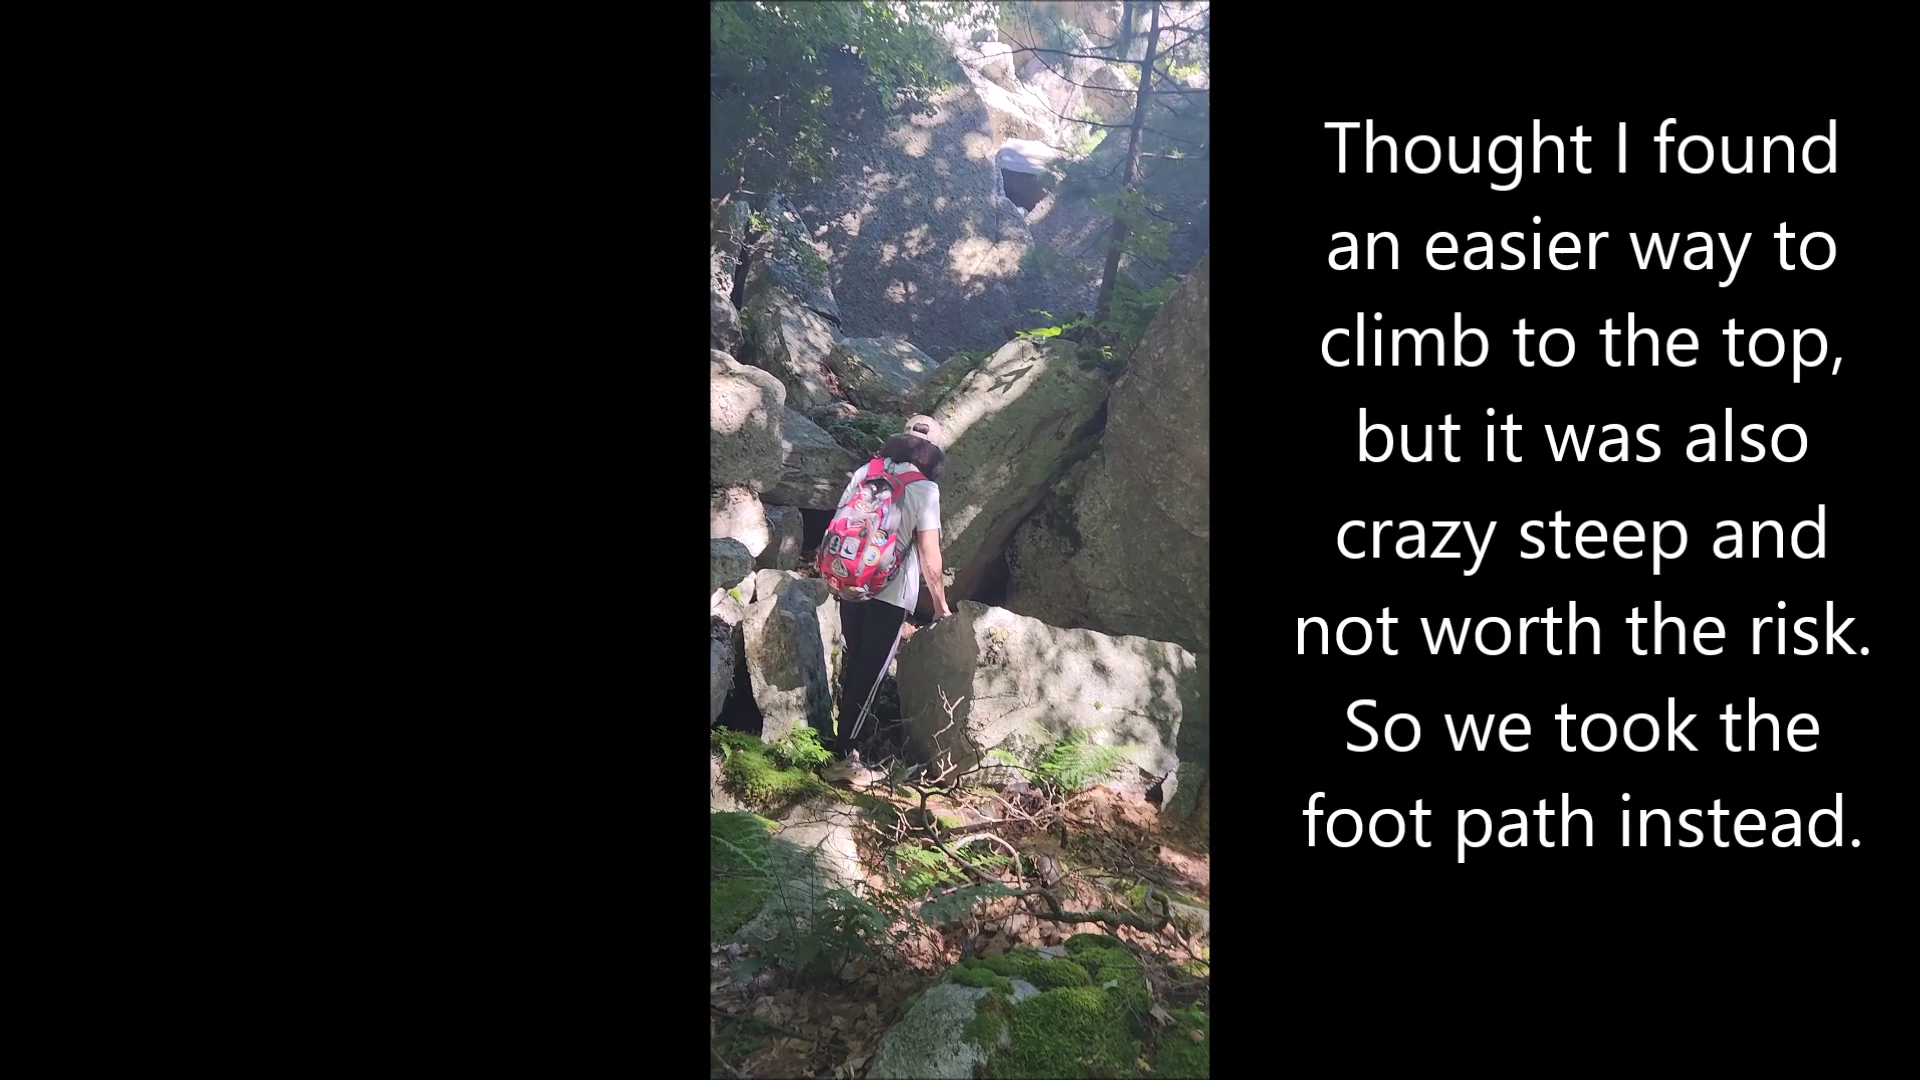 Thought I found
an easier way to
climb to the top,
but it was also
crazy steep and
not worth the risk.
So we took the
foot path instead.